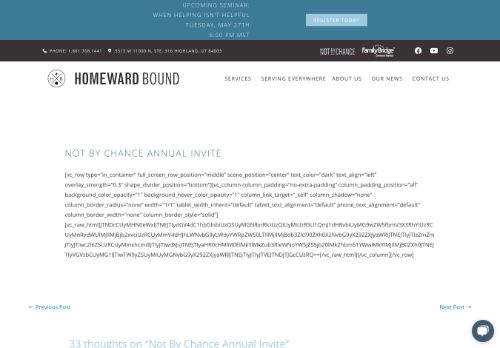 UPCOMING SEMINAR:
WHEN HELPING ISN'T HELPFUL
TUESDAY, MAY 27TH
6:00 PM MST
REGISTER TODAY
PHONE: 1.801.768.1441
5513 W 11000 N, STE. 316 HIGHLAND, UT 84003
NOT BY CHANCE
FamilyBridge
HOMEWARD BOUND
SERVICES
SERVING EVERYWHERE
ABOUT US
OUR NEWS
CONTACT US
NOT BY CHANCE ANNUAL INVITE
[vc_row type="in_container" full_screen_row_position="middle" scene_position="center" text_color="dark" text_align="left"
overlay_strength="0.3" shape_divider_position="bottom"][vc_column column_padding="no-extra-padding" column_padding_position="all"
background_color_opacity="1" background_hover_color_opacity="1" column_link_target="_self" column_shadow="none"
column_border_radius="none" width="1/1" tablet_width_inherit="default" tablet_text_alignment="default" phone_text_alignment="default"
column_border_width="none" column_border_style="solid"]
[/vc_raw_html][/vc_column][/vc_row]
← Previous Post
Next Post →
33 thoughts on “Not By Chance Annual Invite”